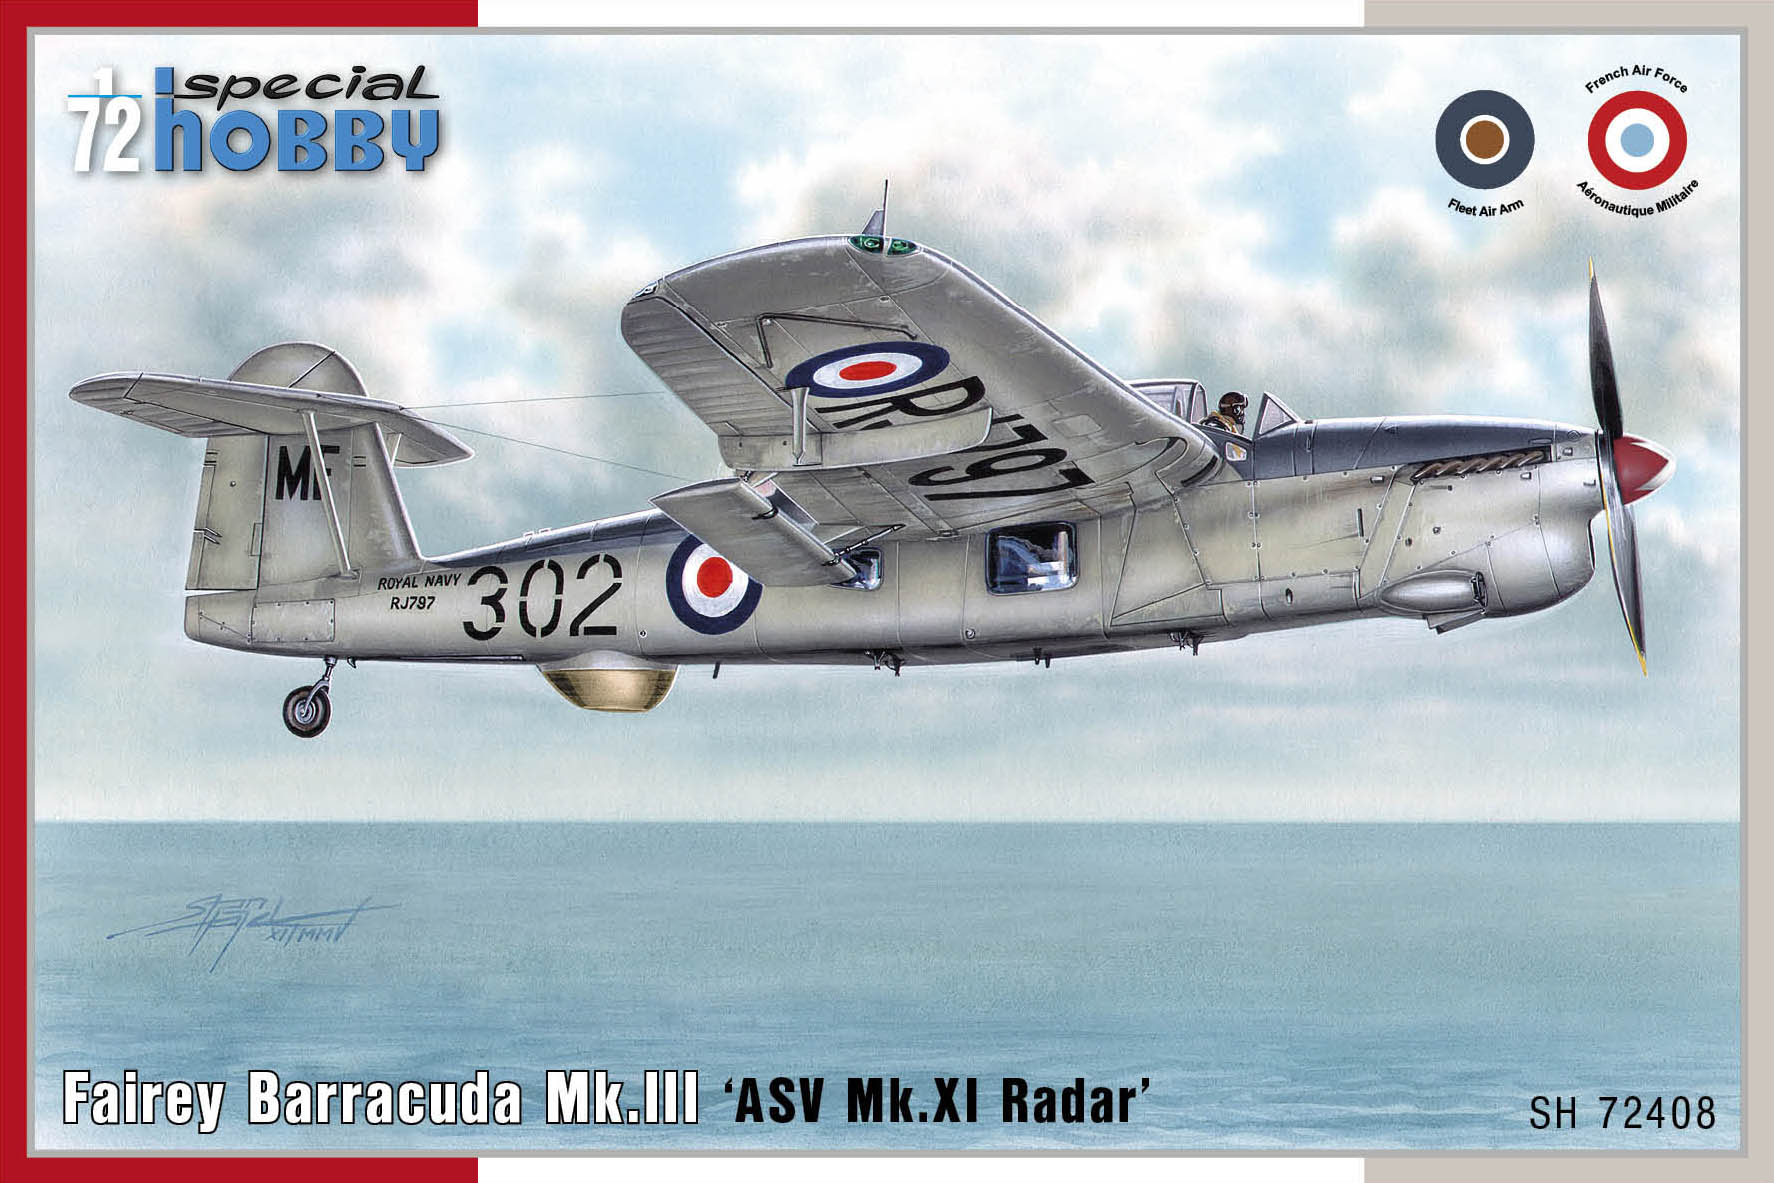 1
72
special
HOBBY
French Air Force
Aéronautique Militaire
Fleet Air Arm
RJ797
MF
ROYAL NAVY
RJ797
302
Fairey Barracuda Mk.III 'ASV Mk.XI Radar'
SH 72408